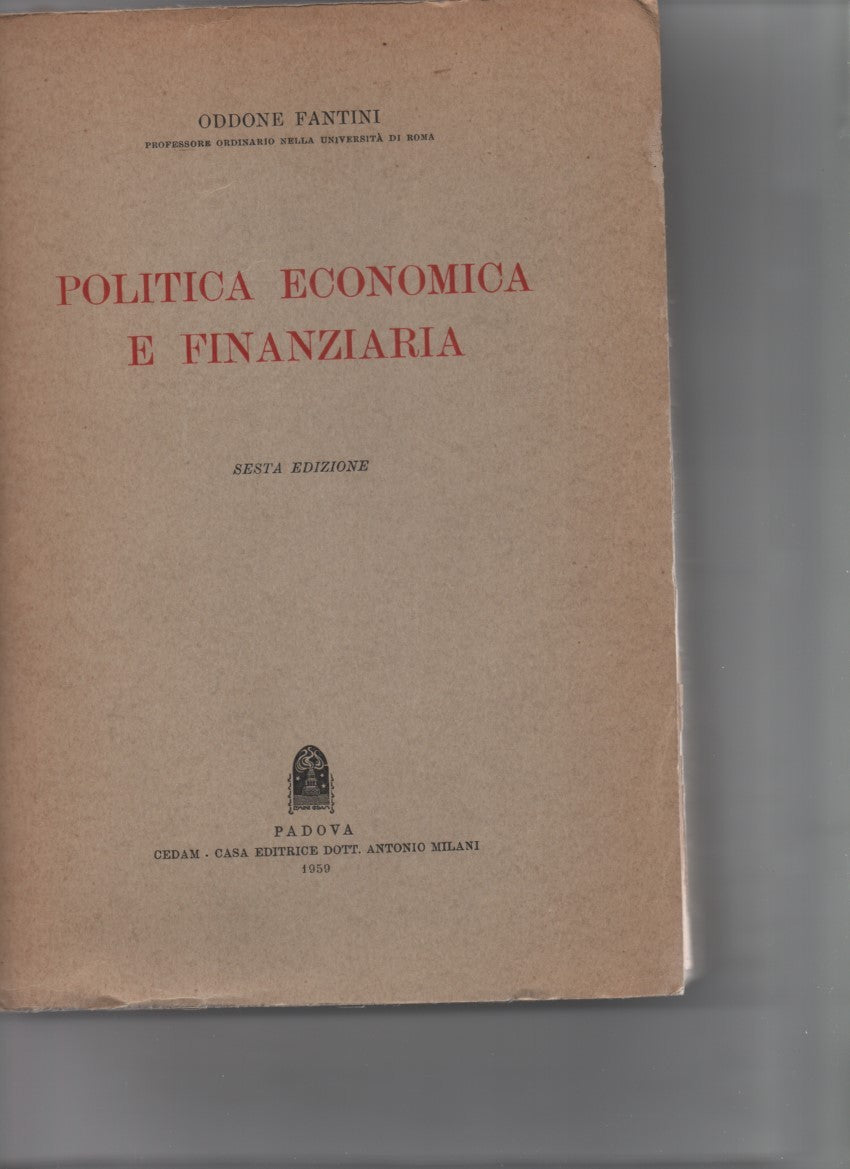 ODDONE FANTINI
PROFESSORE ORDINARIO NELLA UNIVERSITÀ DI ROMA
POLITICA ECONOMICA
E FINANZIARIA
SESTA EDIZIONE
PADOVA
CEDAM - CASA EDITRICE DOTT. ANTONIO MILANI
1959